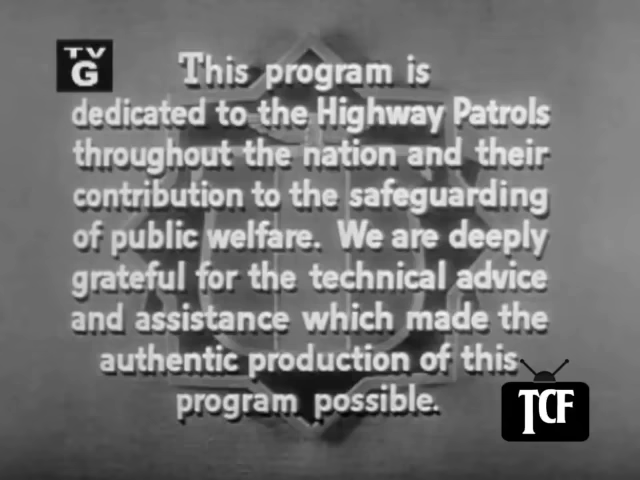 TV
G
This program is
dedicated to the Highway Patrols
throughout the nation and their
contribution to the safeguarding
of public welfare. We are deeply
grateful for the technical advice
and assistance which made the
authentic production of this
program possible.
TCF